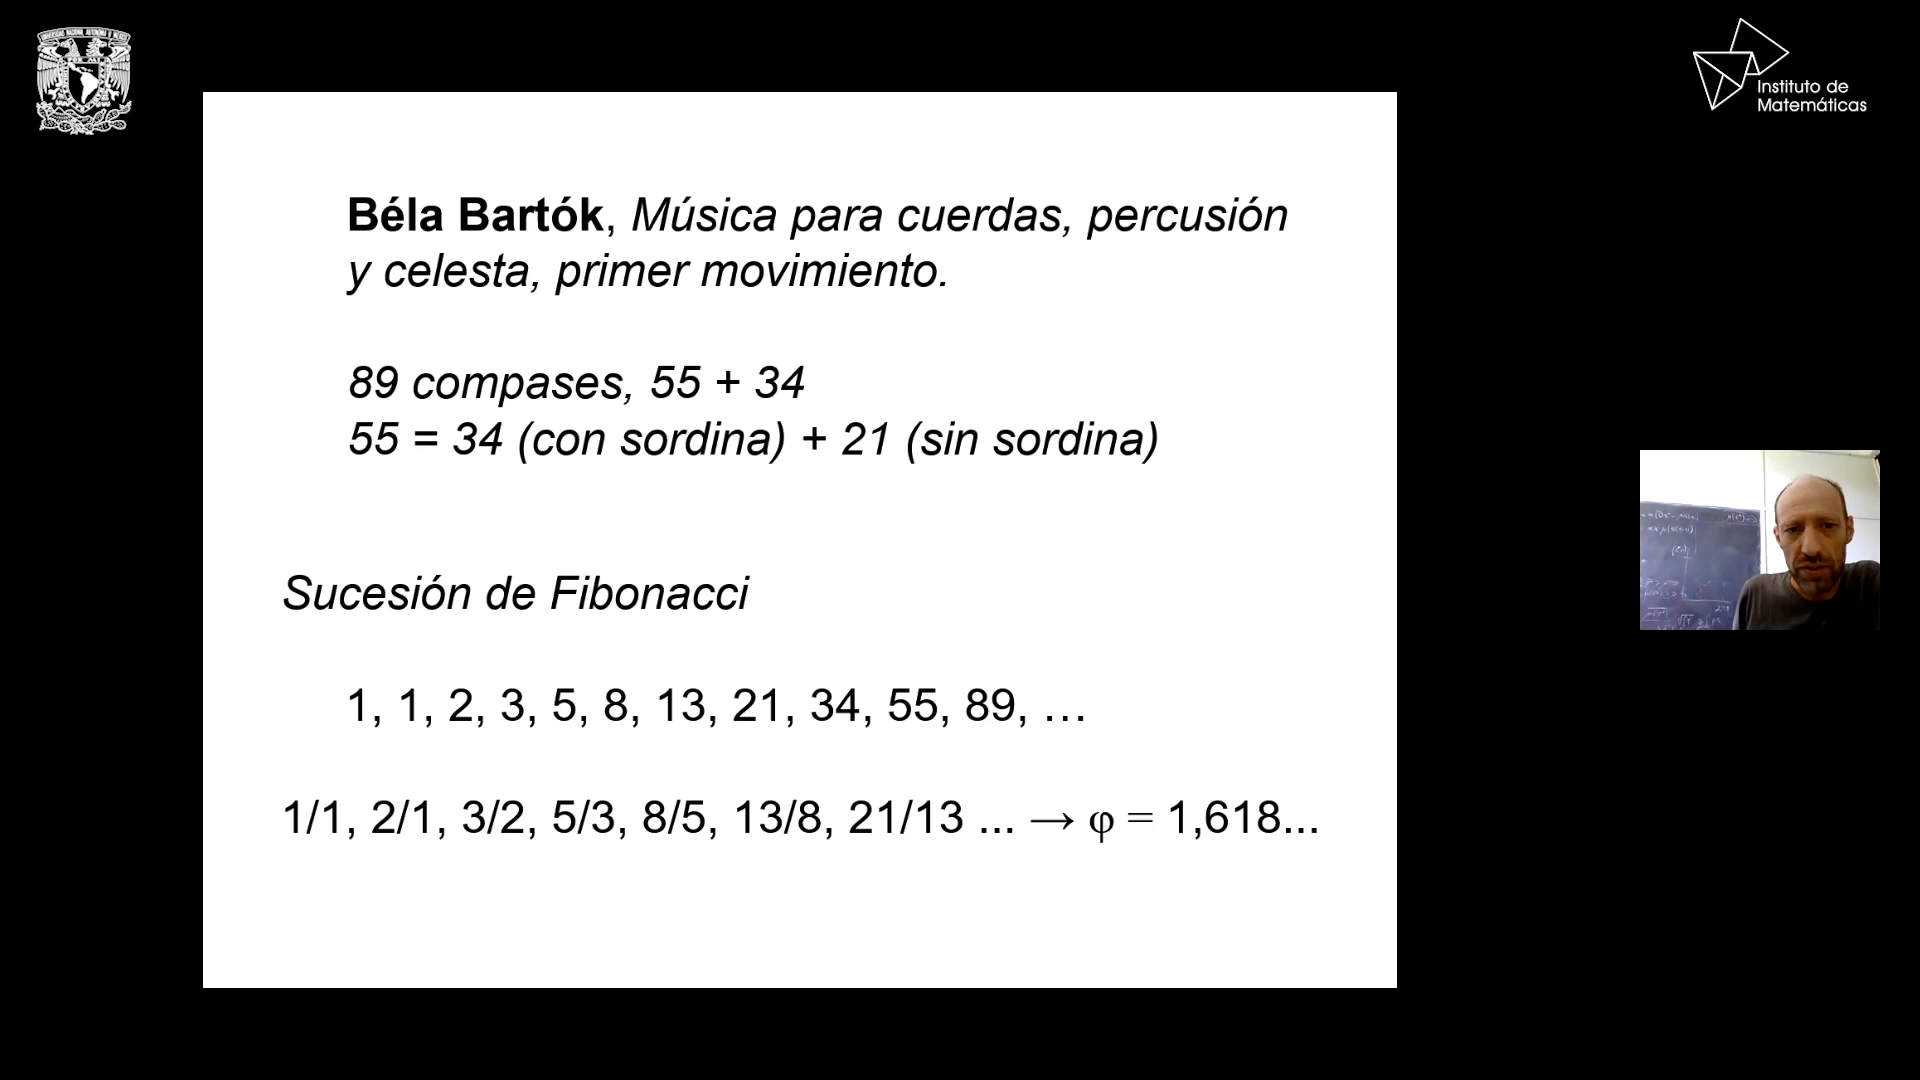 Instituto de
Matemáticas
Béla Bartók, Música para cuerdas, percusión
y celesta, primer movimiento.
89 compases, 55 + 34
55 = 34 (con sordina) + 21 (sin sordina)
Sucesión de Fibonacci
1, 1, 2, 3, 5, 8, 13, 21, 34, 55, 89, …
1/1, 2/1, 3/2, 5/3, 8/5, 13/8, 21/13 ... → φ = 1,618...